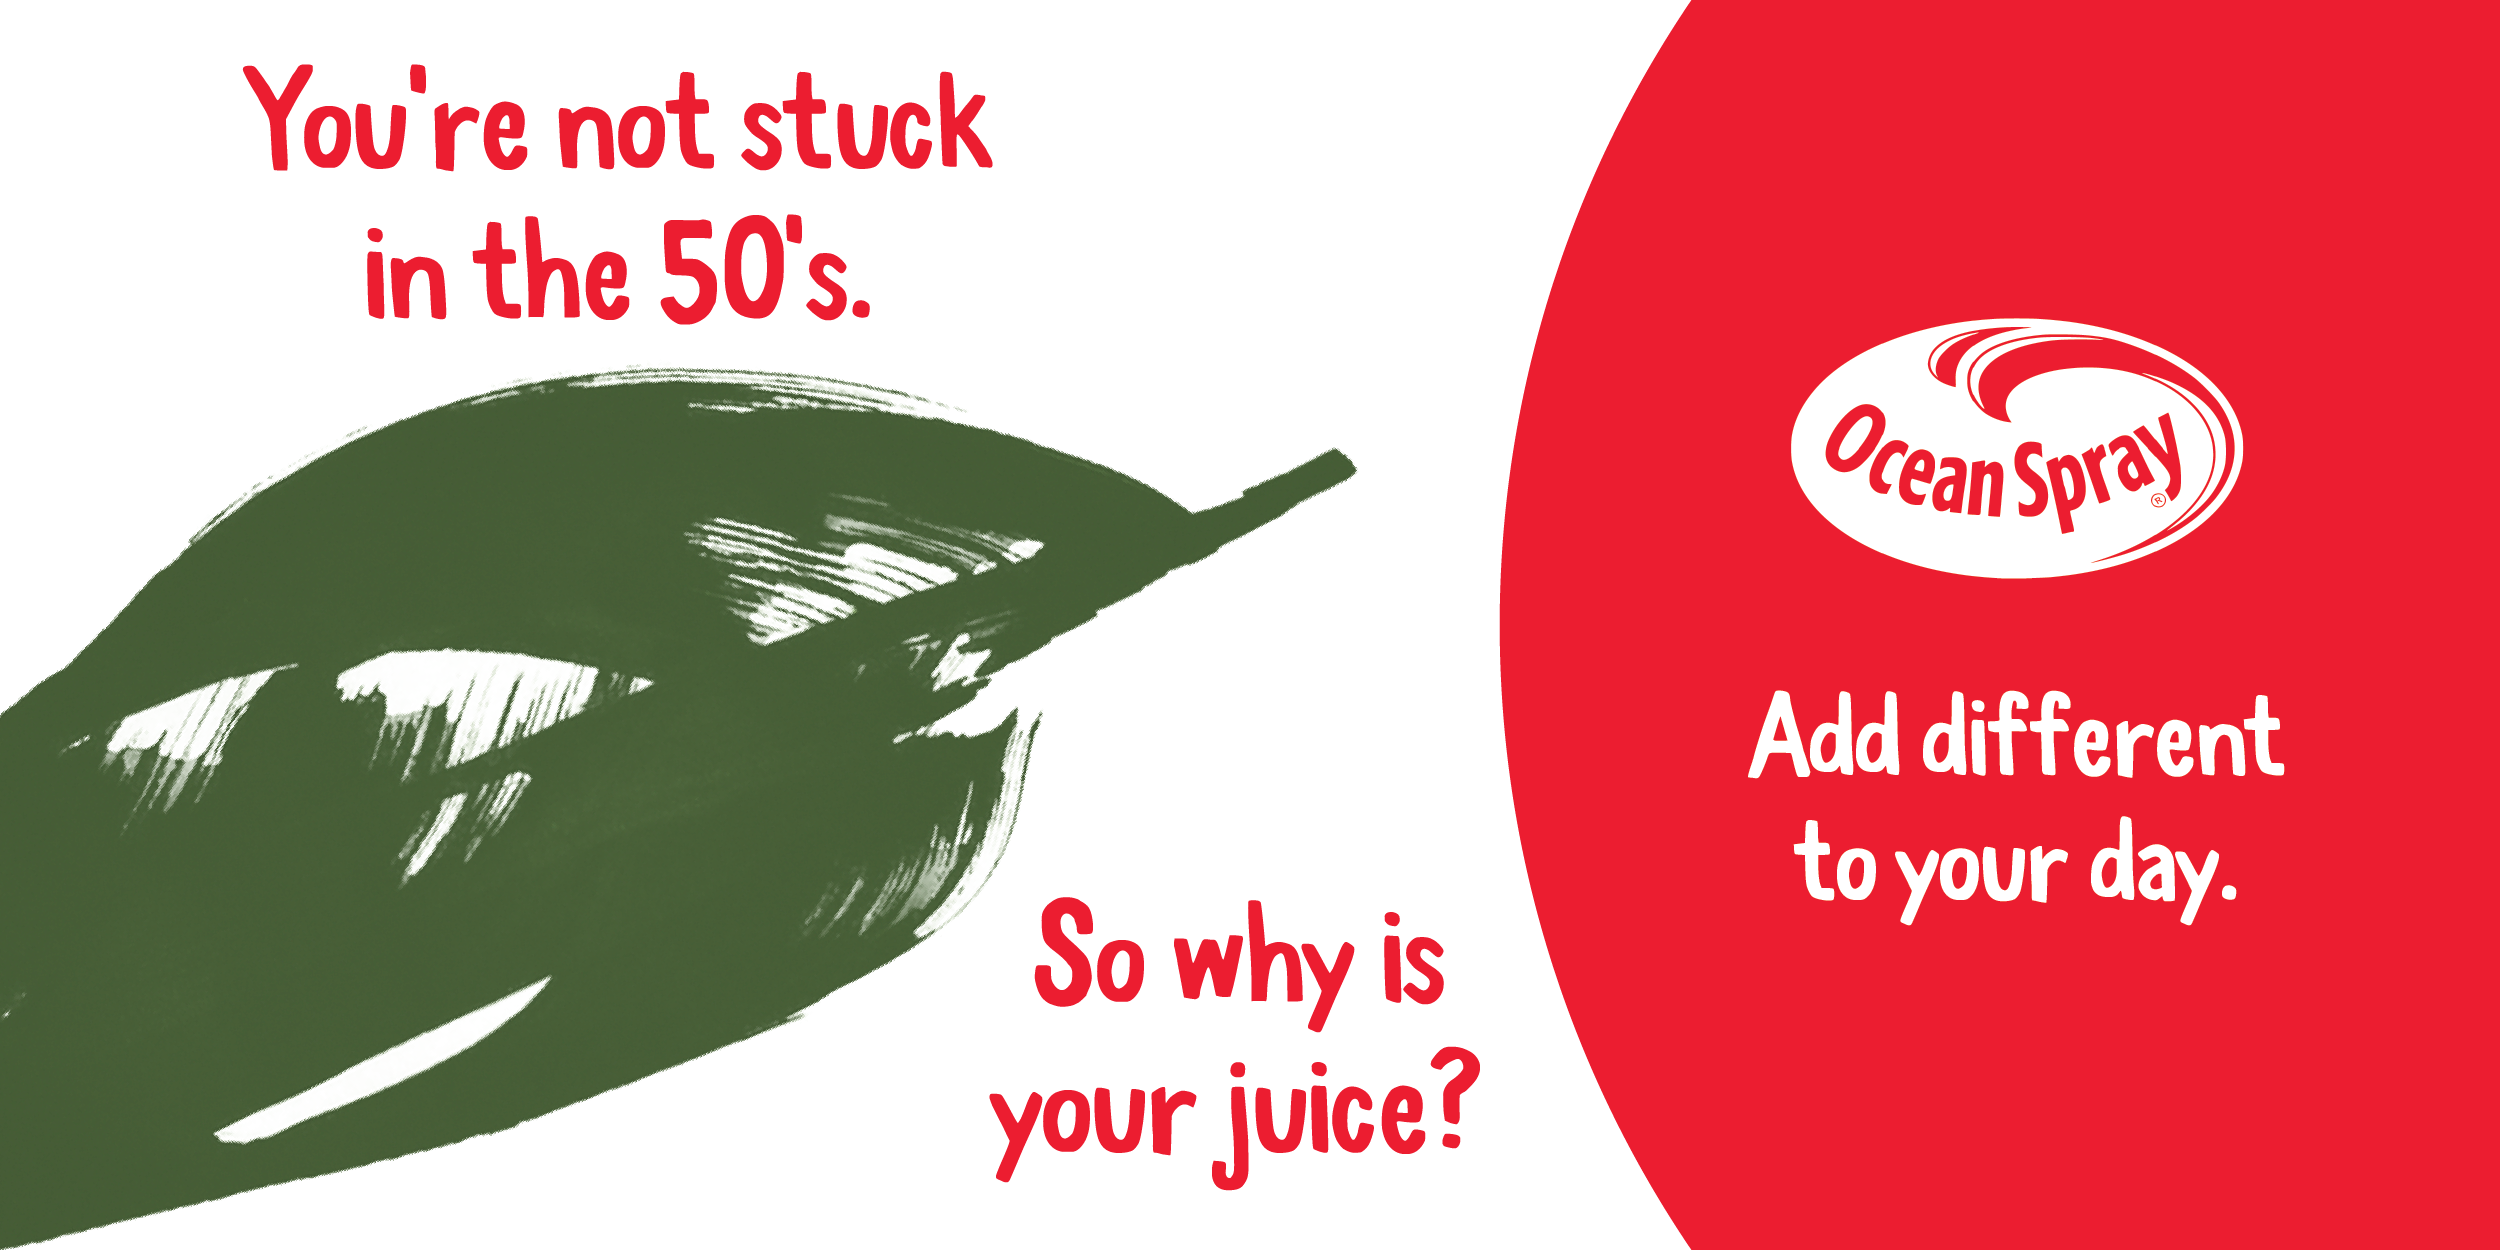 You're not stuck
in the 50's.
So why is
your juice?
Ocean Spray®
Add different
to your day.